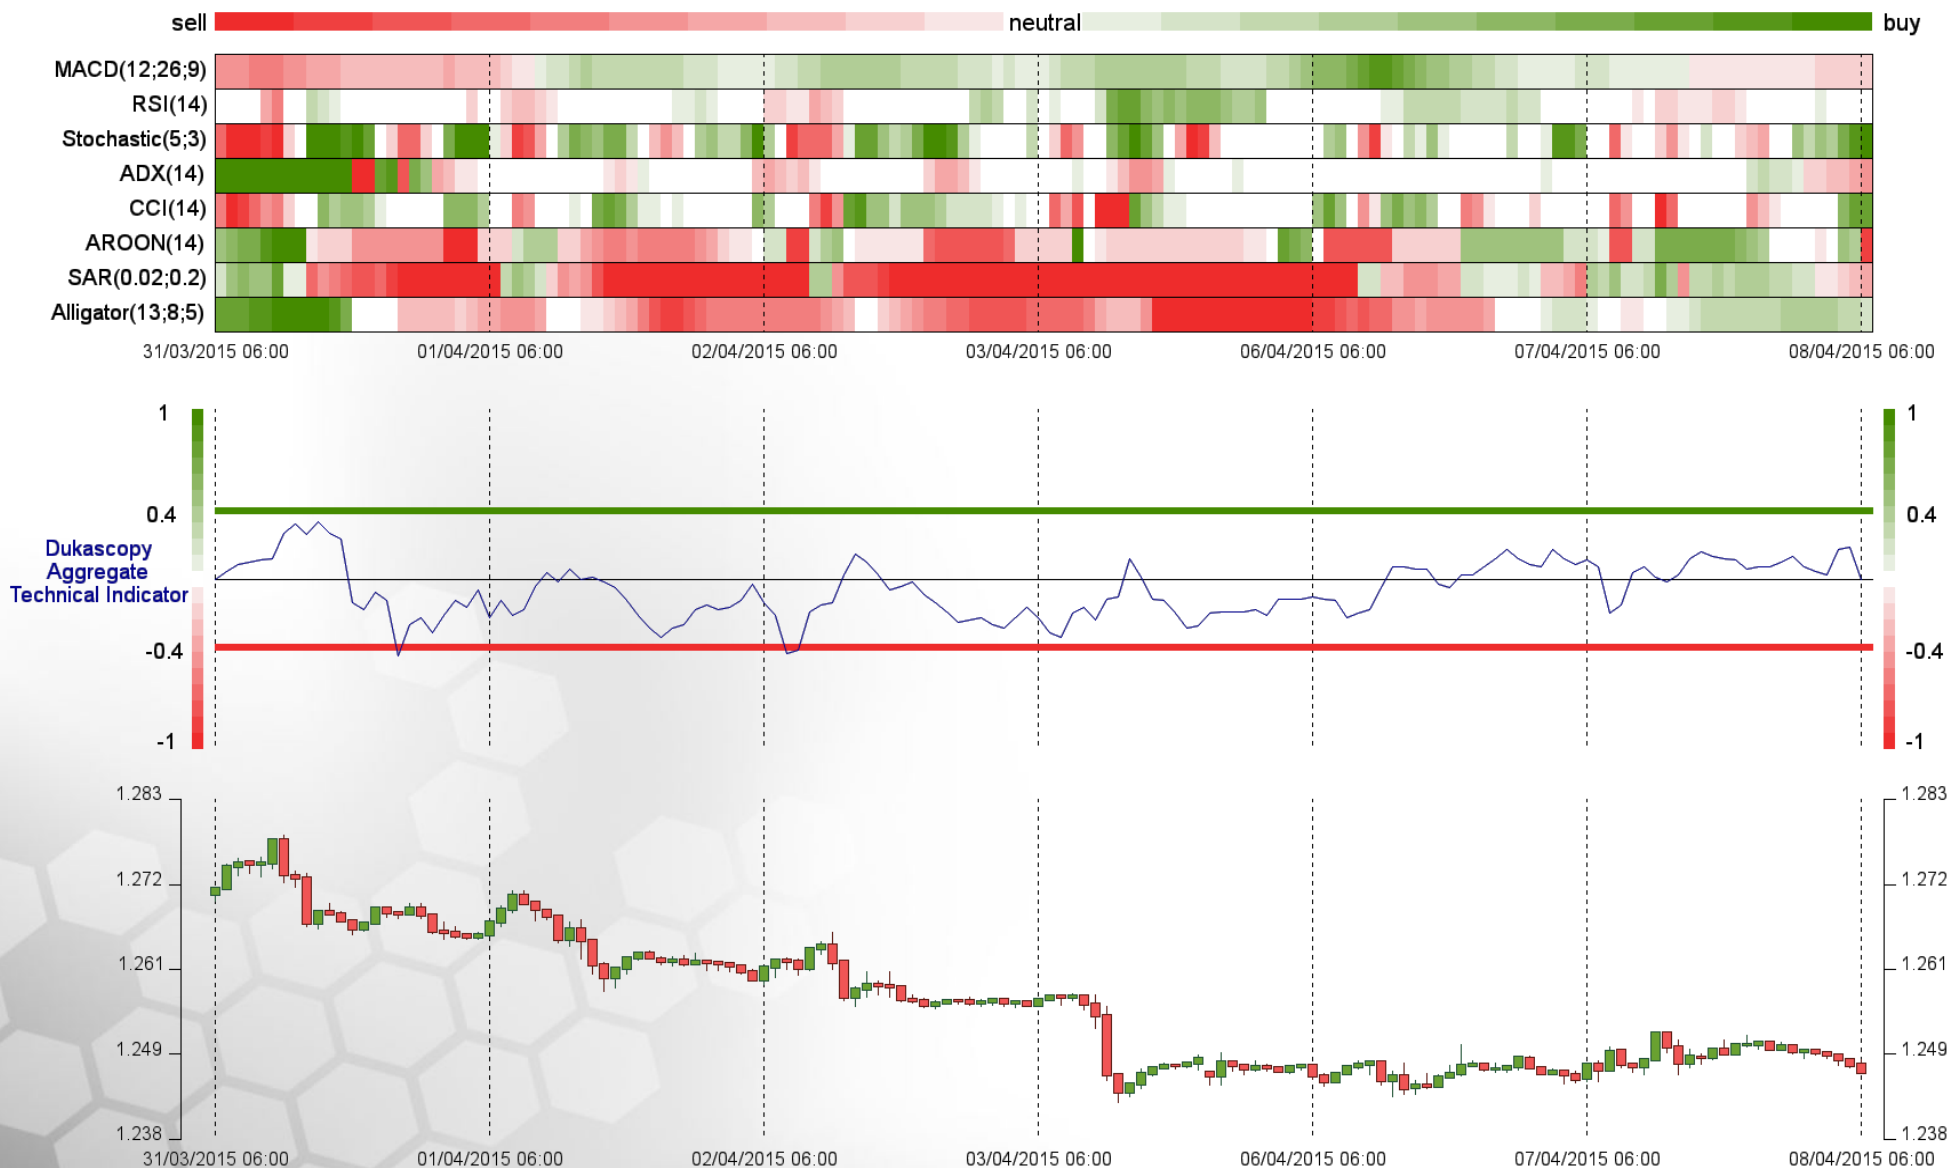 sell neutral buy
MACD(12;26;9)
RSI(14)
Stochastic(5;3)
ADX(14)
CCI(14)
AROON(14)
SAR(0.02;0.2)
Alligator(13;8;5)
31/03/2015 06:00 01/04/2015 06:00 02/04/2015 06:00 03/04/2015 06:00 06/04/2015 06:00 07/04/2015 06:00 08/04/2015 06:00
1 1
0.4 0.4
Dukascopy
Aggregate
Technical Indicator
-0.4 -0.4
-1 -1
1.283 1.283
1.272 1.272
1.261 1.261
1.249 1.249
1.238 1.238
31/03/2015 06:00 01/04/2015 06:00 02/04/2015 06:00 03/04/2015 06:00 06/04/2015 06:00 07/04/2015 06:00 08/04/2015 06:00